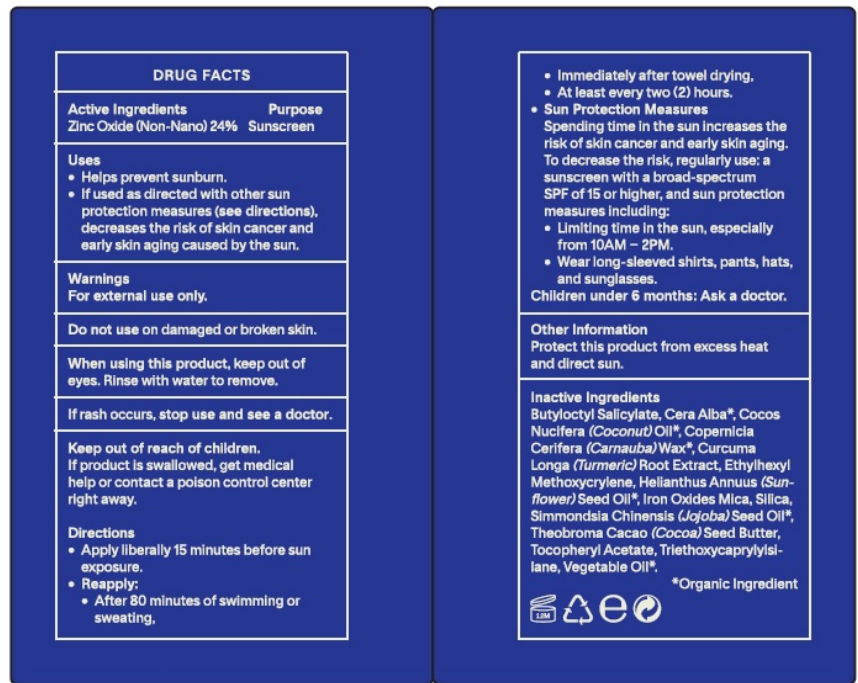 DRUG FACTS
Active Ingredients Purpose
Zinc Oxide (Non-Nano) 24% Sunscreen
Uses
• Helps prevent sunburn.
• If used as directed with other sun
protection measures (see directions),
decreases the risk of skin cancer and
early skin aging caused by the sun.
Warnings
For external use only.
Do not use on damaged or broken skin.
When using this product, keep out of
eyes. Rinse with water to remove.
If rash occurs, stop use and see a doctor.
Keep out of reach of children.
If product is swallowed, get medical
help or contact a poison control center
right away.
Directions
• Apply liberally 15 minutes before sun
exposure.
• Reapply:
• After 80 minutes of swimming or
sweating,
• Immediately after towel drying,
• At least every two (2) hours.
• Sun Protection Measures
Spending time in the sun increases the
risk of skin cancer and early skin aging.
To decrease the risk, regularly use: a
sunscreen with a broad-spectrum
SPF of 15 or higher, and sun protection
measures including:
• Limiting time in the sun, especially
from 10AM – 2PM.
• Wear long-sleeved shirts, pants, hats,
and sunglasses.
Children under 6 months: Ask a doctor.
Other Information
Protect this product from excess heat
and direct sun.
Inactive Ingredients
Butyloctyl Salicylate, Cera Alba*, Cocos
Nucifera (Coconut) Oil*, Copernicia
Cerifera (Carnauba) Wax*, Curcuma
Longa (Turmeric) Root Extract, Ethylhexyl
Methoxycrylene, Helianthus Annuus (Sun-
flower) Seed Oil*, Iron Oxides Mica, Silica,
Simmondsia Chinensis (Jojoba) Seed Oil*,
Theobroma Cacao (Cocoa) Seed Butter,
Tocopheryl Acetate, Triethoxycaprylylsi-
lane, Vegetable Oil*.
*Organic Ingredient
12M e